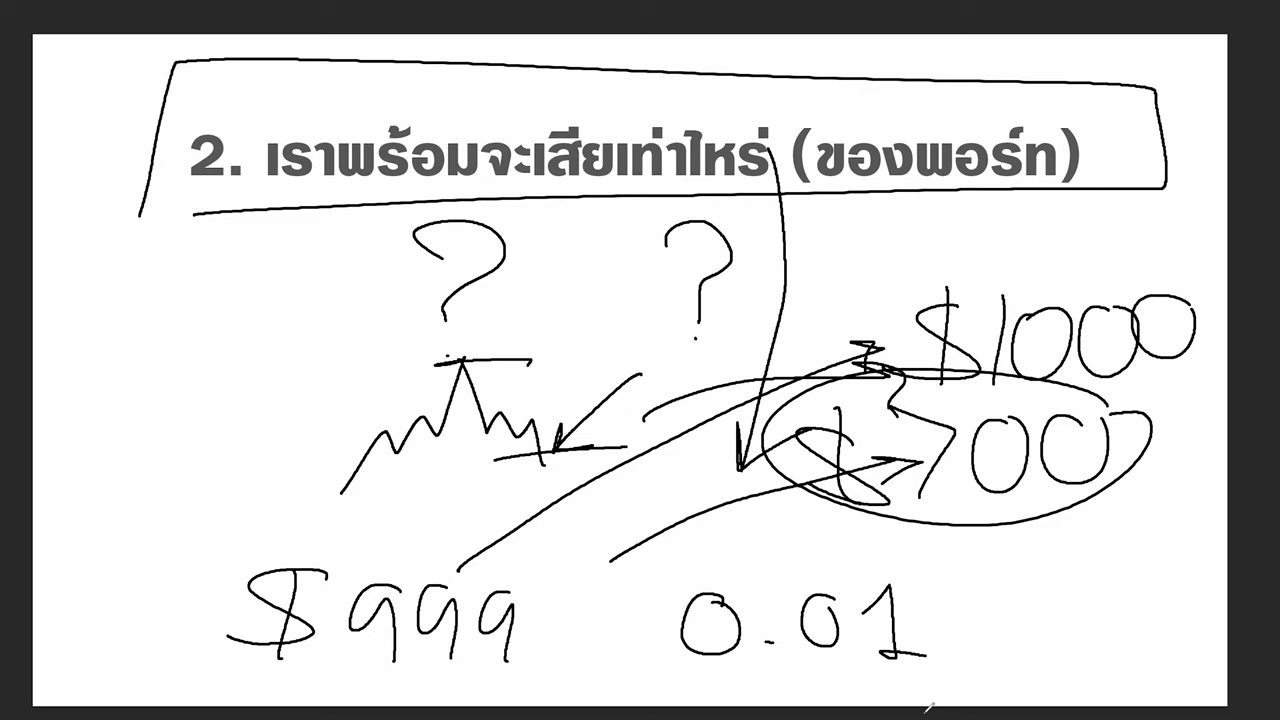 2. เราพร้อมจะเสียเท่าไหร่ (ของพอร์ท)
? ?
$1000
$700
$999 0.01